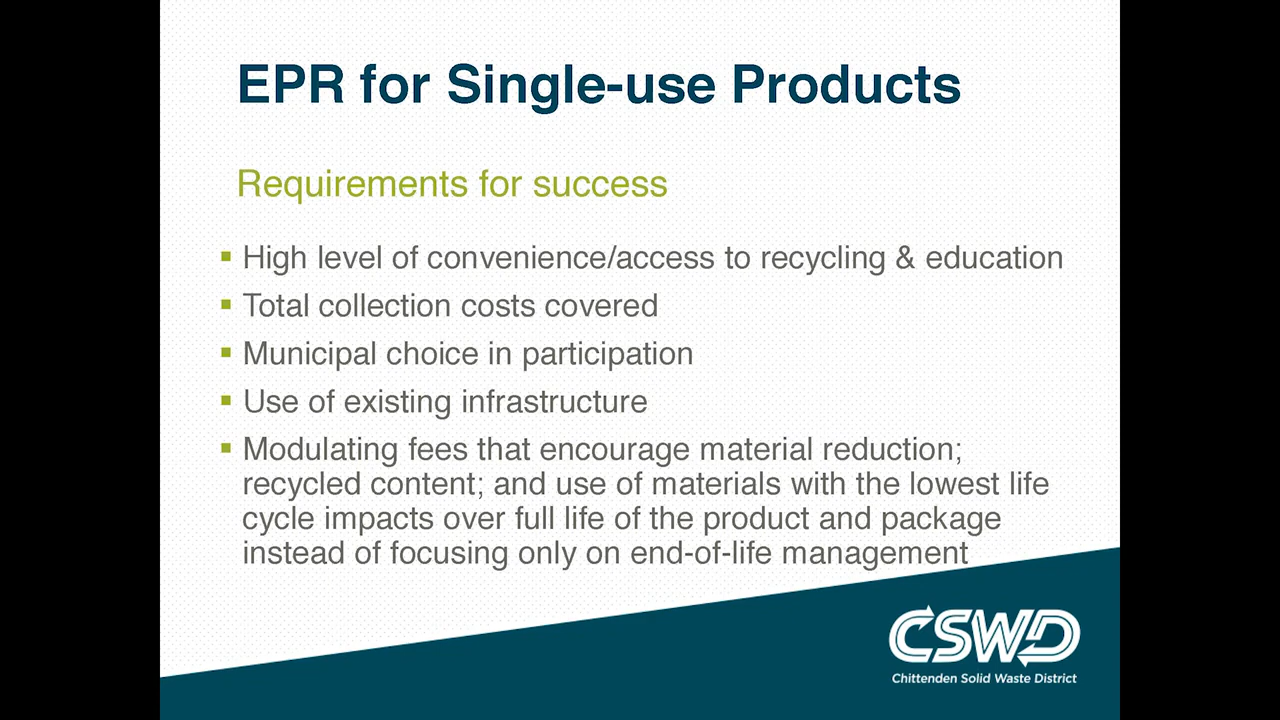 EPR for Single-use Products
Requirements for success
▪ High level of convenience/access to recycling & education
▪ Total collection costs covered
▪ Municipal choice in participation
▪ Use of existing infrastructure
▪ Modulating fees that encourage material reduction;
recycled content; and use of materials with the lowest life
cycle impacts over full life of the product and package
instead of focusing only on end-of-life management
CSWD
Chittenden Solid Waste District